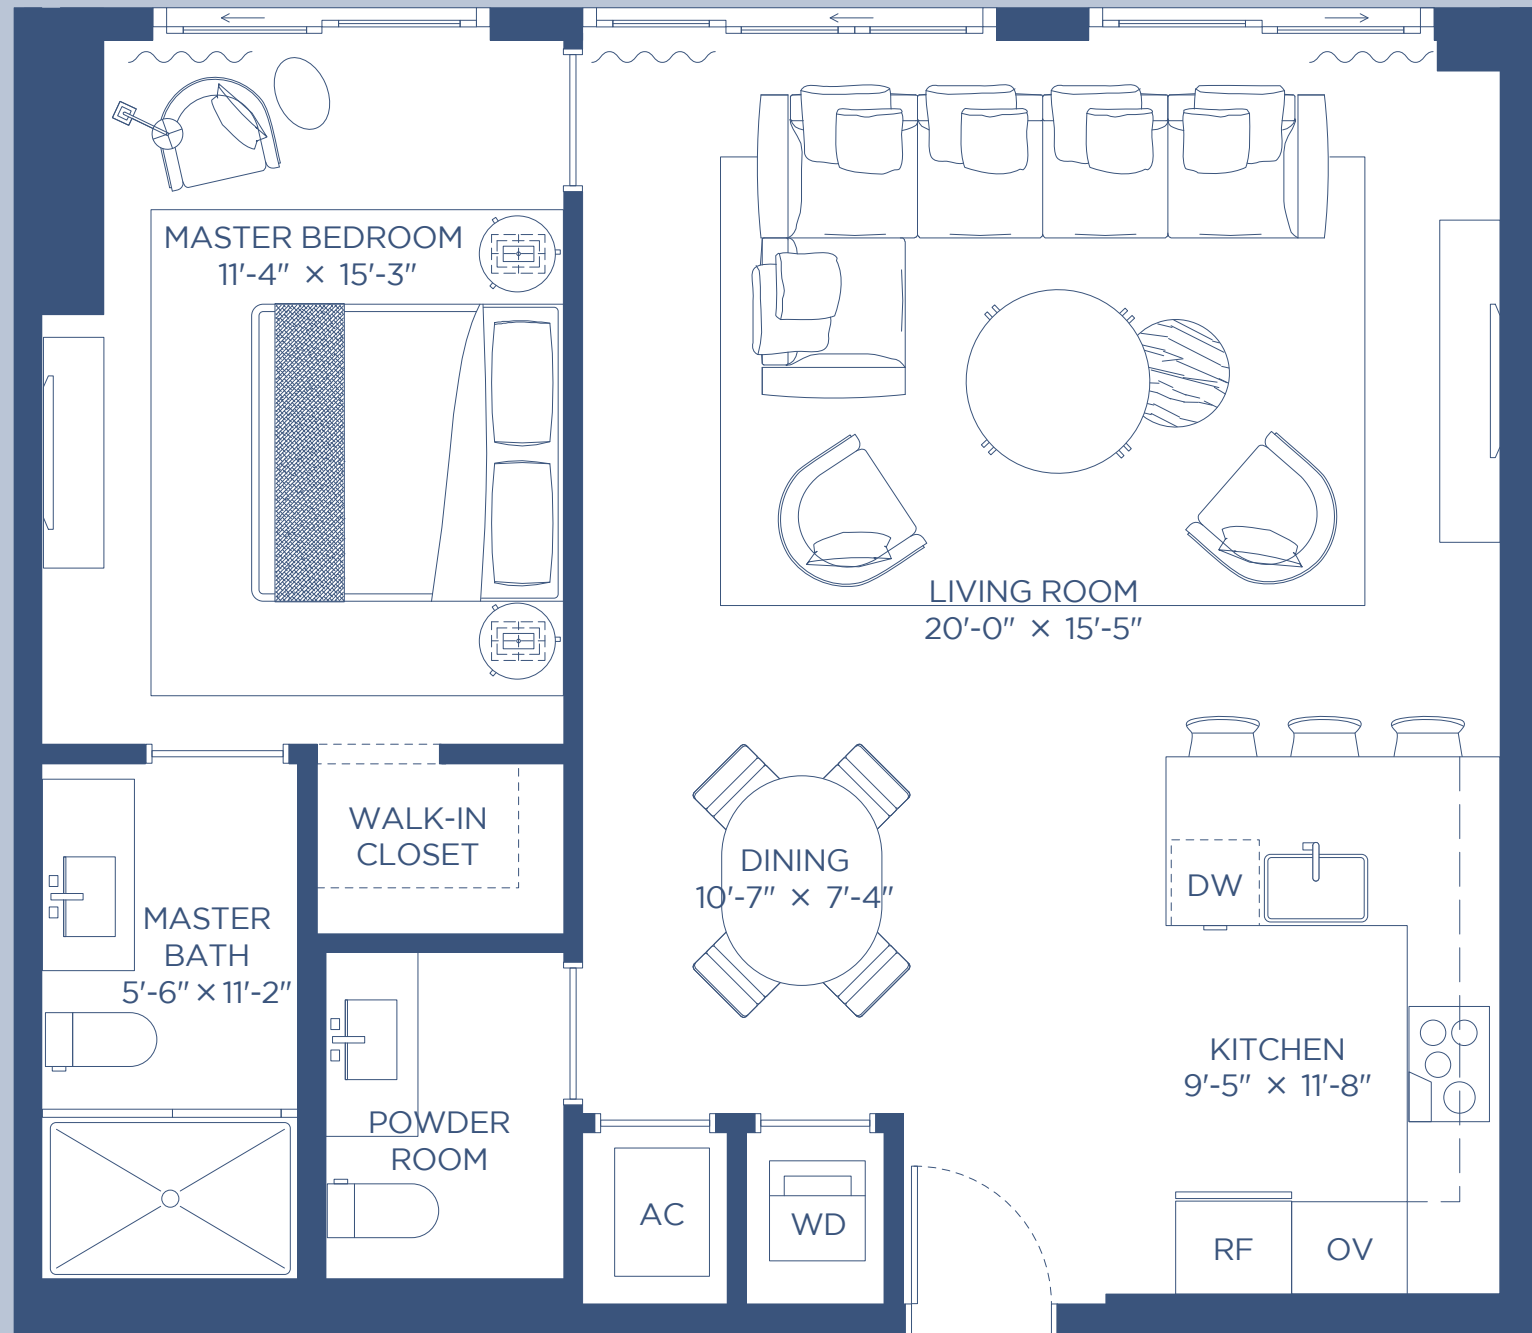 MASTER BEDROOM
11'-4" × 15'-3"
LIVING ROOM
20'-0" × 15'-5"
WALK-IN
CLOSET
DINING
10'-7" × 7'-4"
DW
MASTER
BATH
5'-6" × 11'-2"
KITCHEN
9'-5" × 11'-8"
POWDER
ROOM
AC
WD
RF
OV